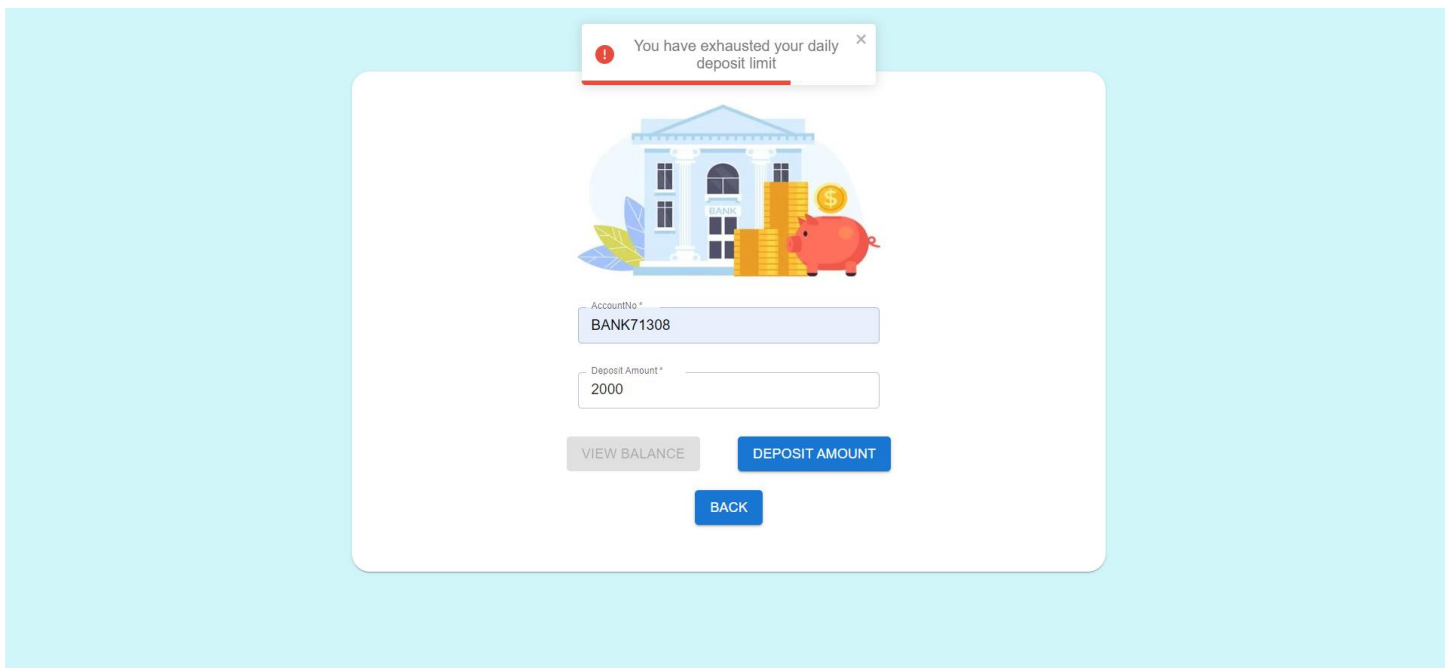 You have exhausted your daily
deposit limit
BANK
AccountNo *
BANK71308
Deposit Amount *
2000
VIEW BALANCE
DEPOSIT AMOUNT
BACK